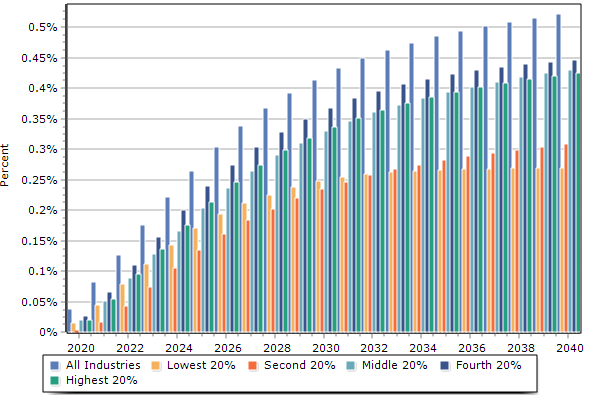 0.5%
0.45%
0.4%
0.35%
0.3%
0.25%
0.2%
0.15%
0.1%
0.05%
0%
Percent
2020 2022 2024 2026 2028 2030 2032 2034 2036 2038 2040
All Industries Lowest 20% Second 20% Middle 20% Fourth 20%
Highest 20%